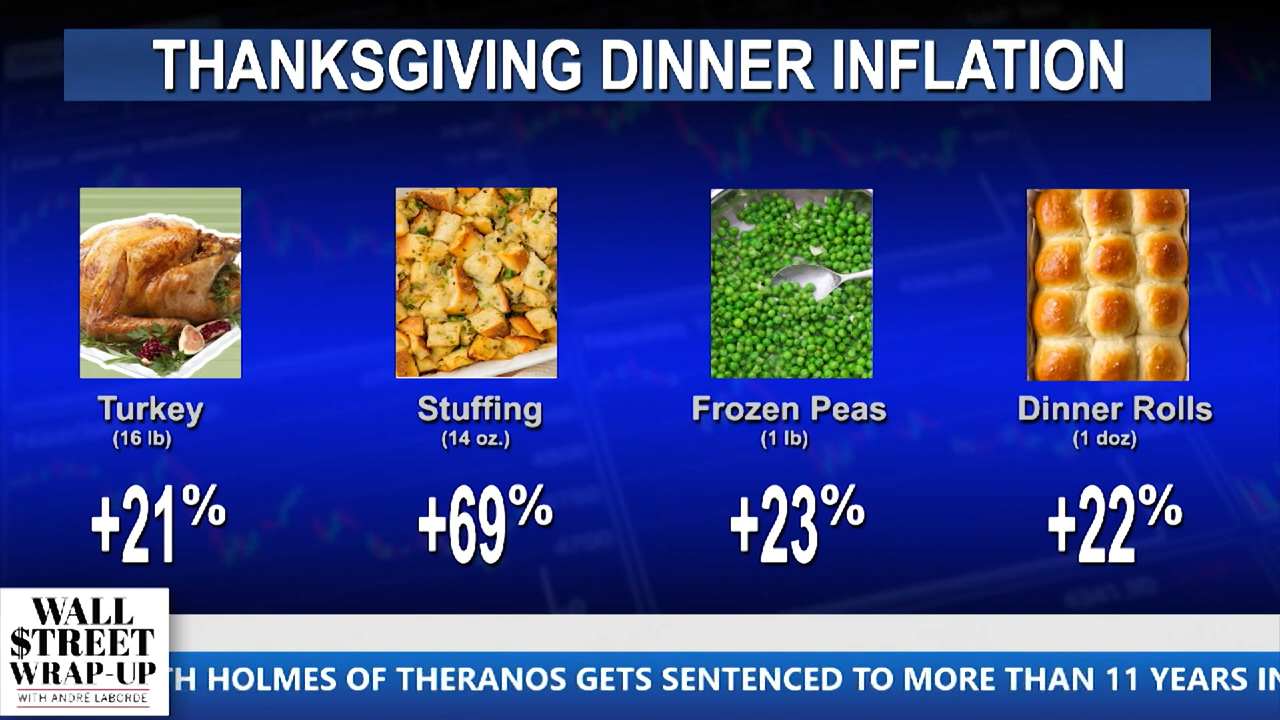 THANKSGIVING DINNER INFLATION
Turkey
(16 lb)
+21%
Stuffing
(14 oz.)
+69%
Frozen Peas
(1 lb)
+23%
Dinner Rolls
(1 doz)
+22%
WALL
$TREET
WRAP-UP
WITH ANDRÉ LABORDE
TH HOLMES OF THERANOS GETS SENTENCED TO MORE THAN 11 YEARS IN